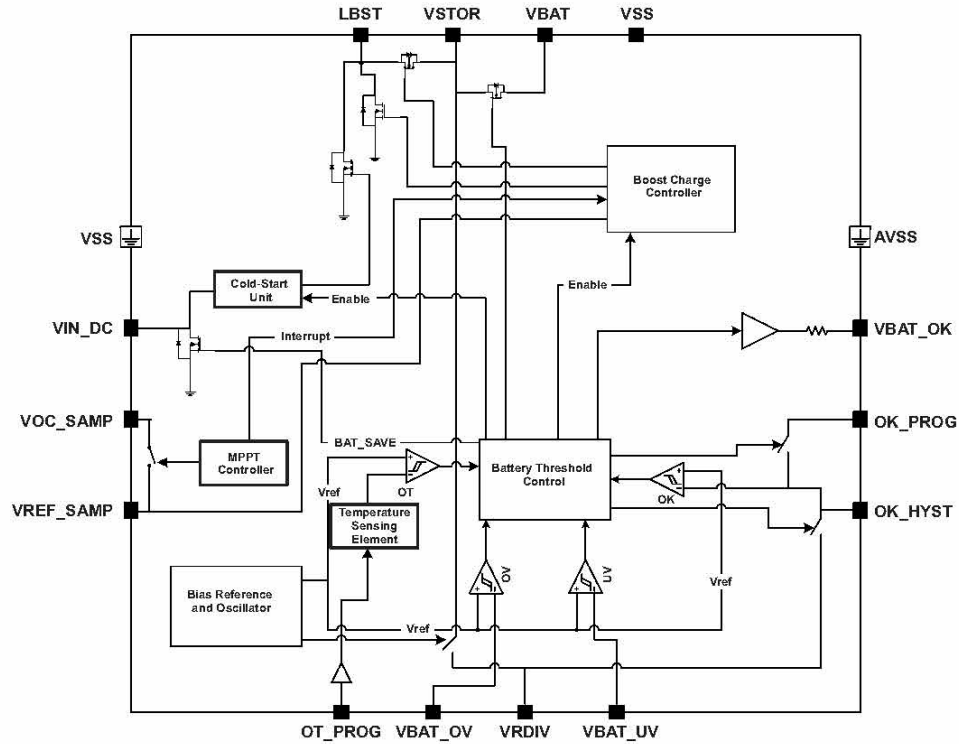 LBST VSTOR VBAT VSS
Boost Charge
Controller
VSS
AVSS
Cold-Start
Unit
Enable
Enable
VIN_DC
Interrupt
VBAT_OK
VOC_SAMP
OK_PROG
BAT_SAVE
MPPT
Controller
+
-
OT
Vref
Battery Threshold
Control
+
-
OK
VREF_SAMP
Temperature
Sensing
Element
OK_HYST
Bias Reference
and Oscillator
+
-
OV
+
-
UV
Vref
Vref
OT_PROG VBAT_OV VRDIV VBAT_UV